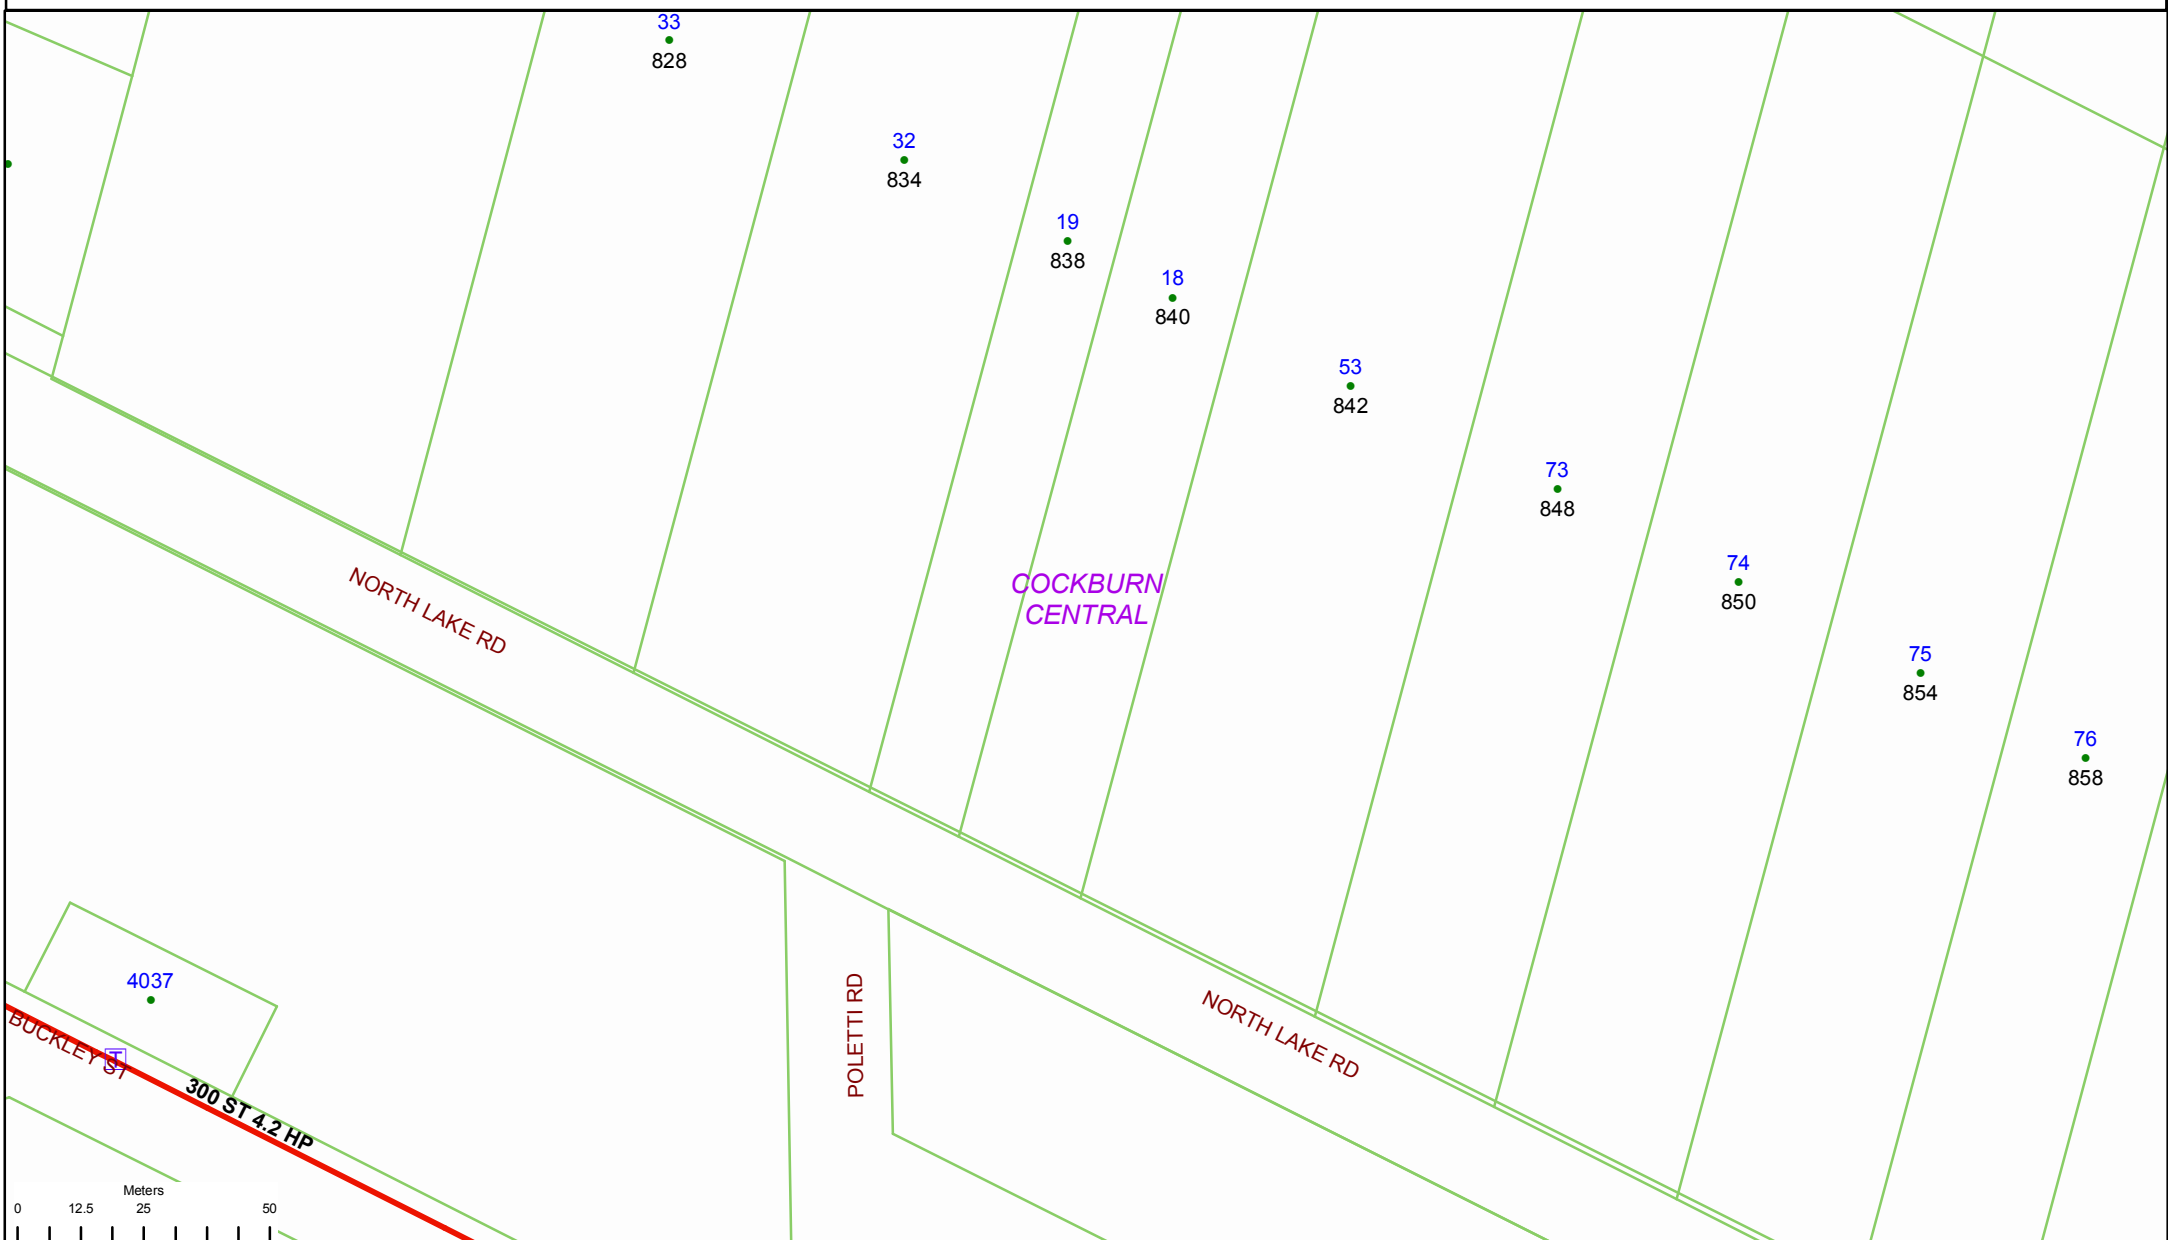 33
828
32
834
19
838
18
840
53
842
73
848
COCKBURN
CENTRAL
NORTH LAKE RD
74
850
75
854
76
858
4037
BUCKLEY ST
T
300 ST 4.2 HP
POLETTI RD
NORTH LAKE RD
Meters
0 12.5 25 50